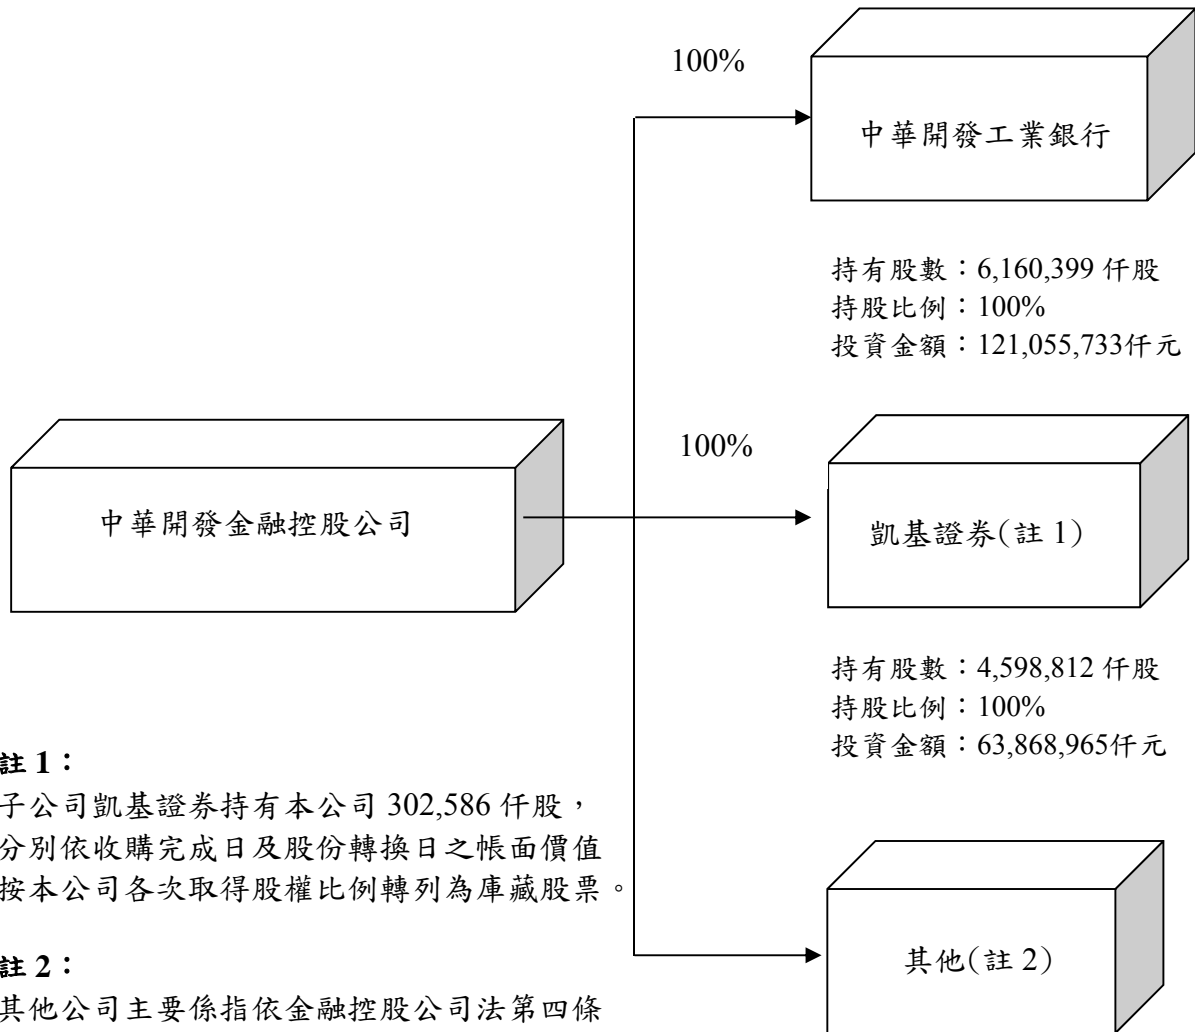 100%
中華開發工業銀行
持有股數：6,160,399 仟股
持股比例：100%
投資金額：121,055,733仟元
中華開發金融控股公司
100%
凱基證券(註 1)
持有股數：4,598,812 仟股
持股比例：100%
投資金額：63,868,965仟元
註 1：
子公司凱基證券持有本公司 302,586 仟股，
分別依收購完成日及股份轉換日之帳面價值
按本公司各次取得股權比例轉列為庫藏股票。
其他(註 2)
註 2：
其他公司主要係指依金融控股公司法第四條